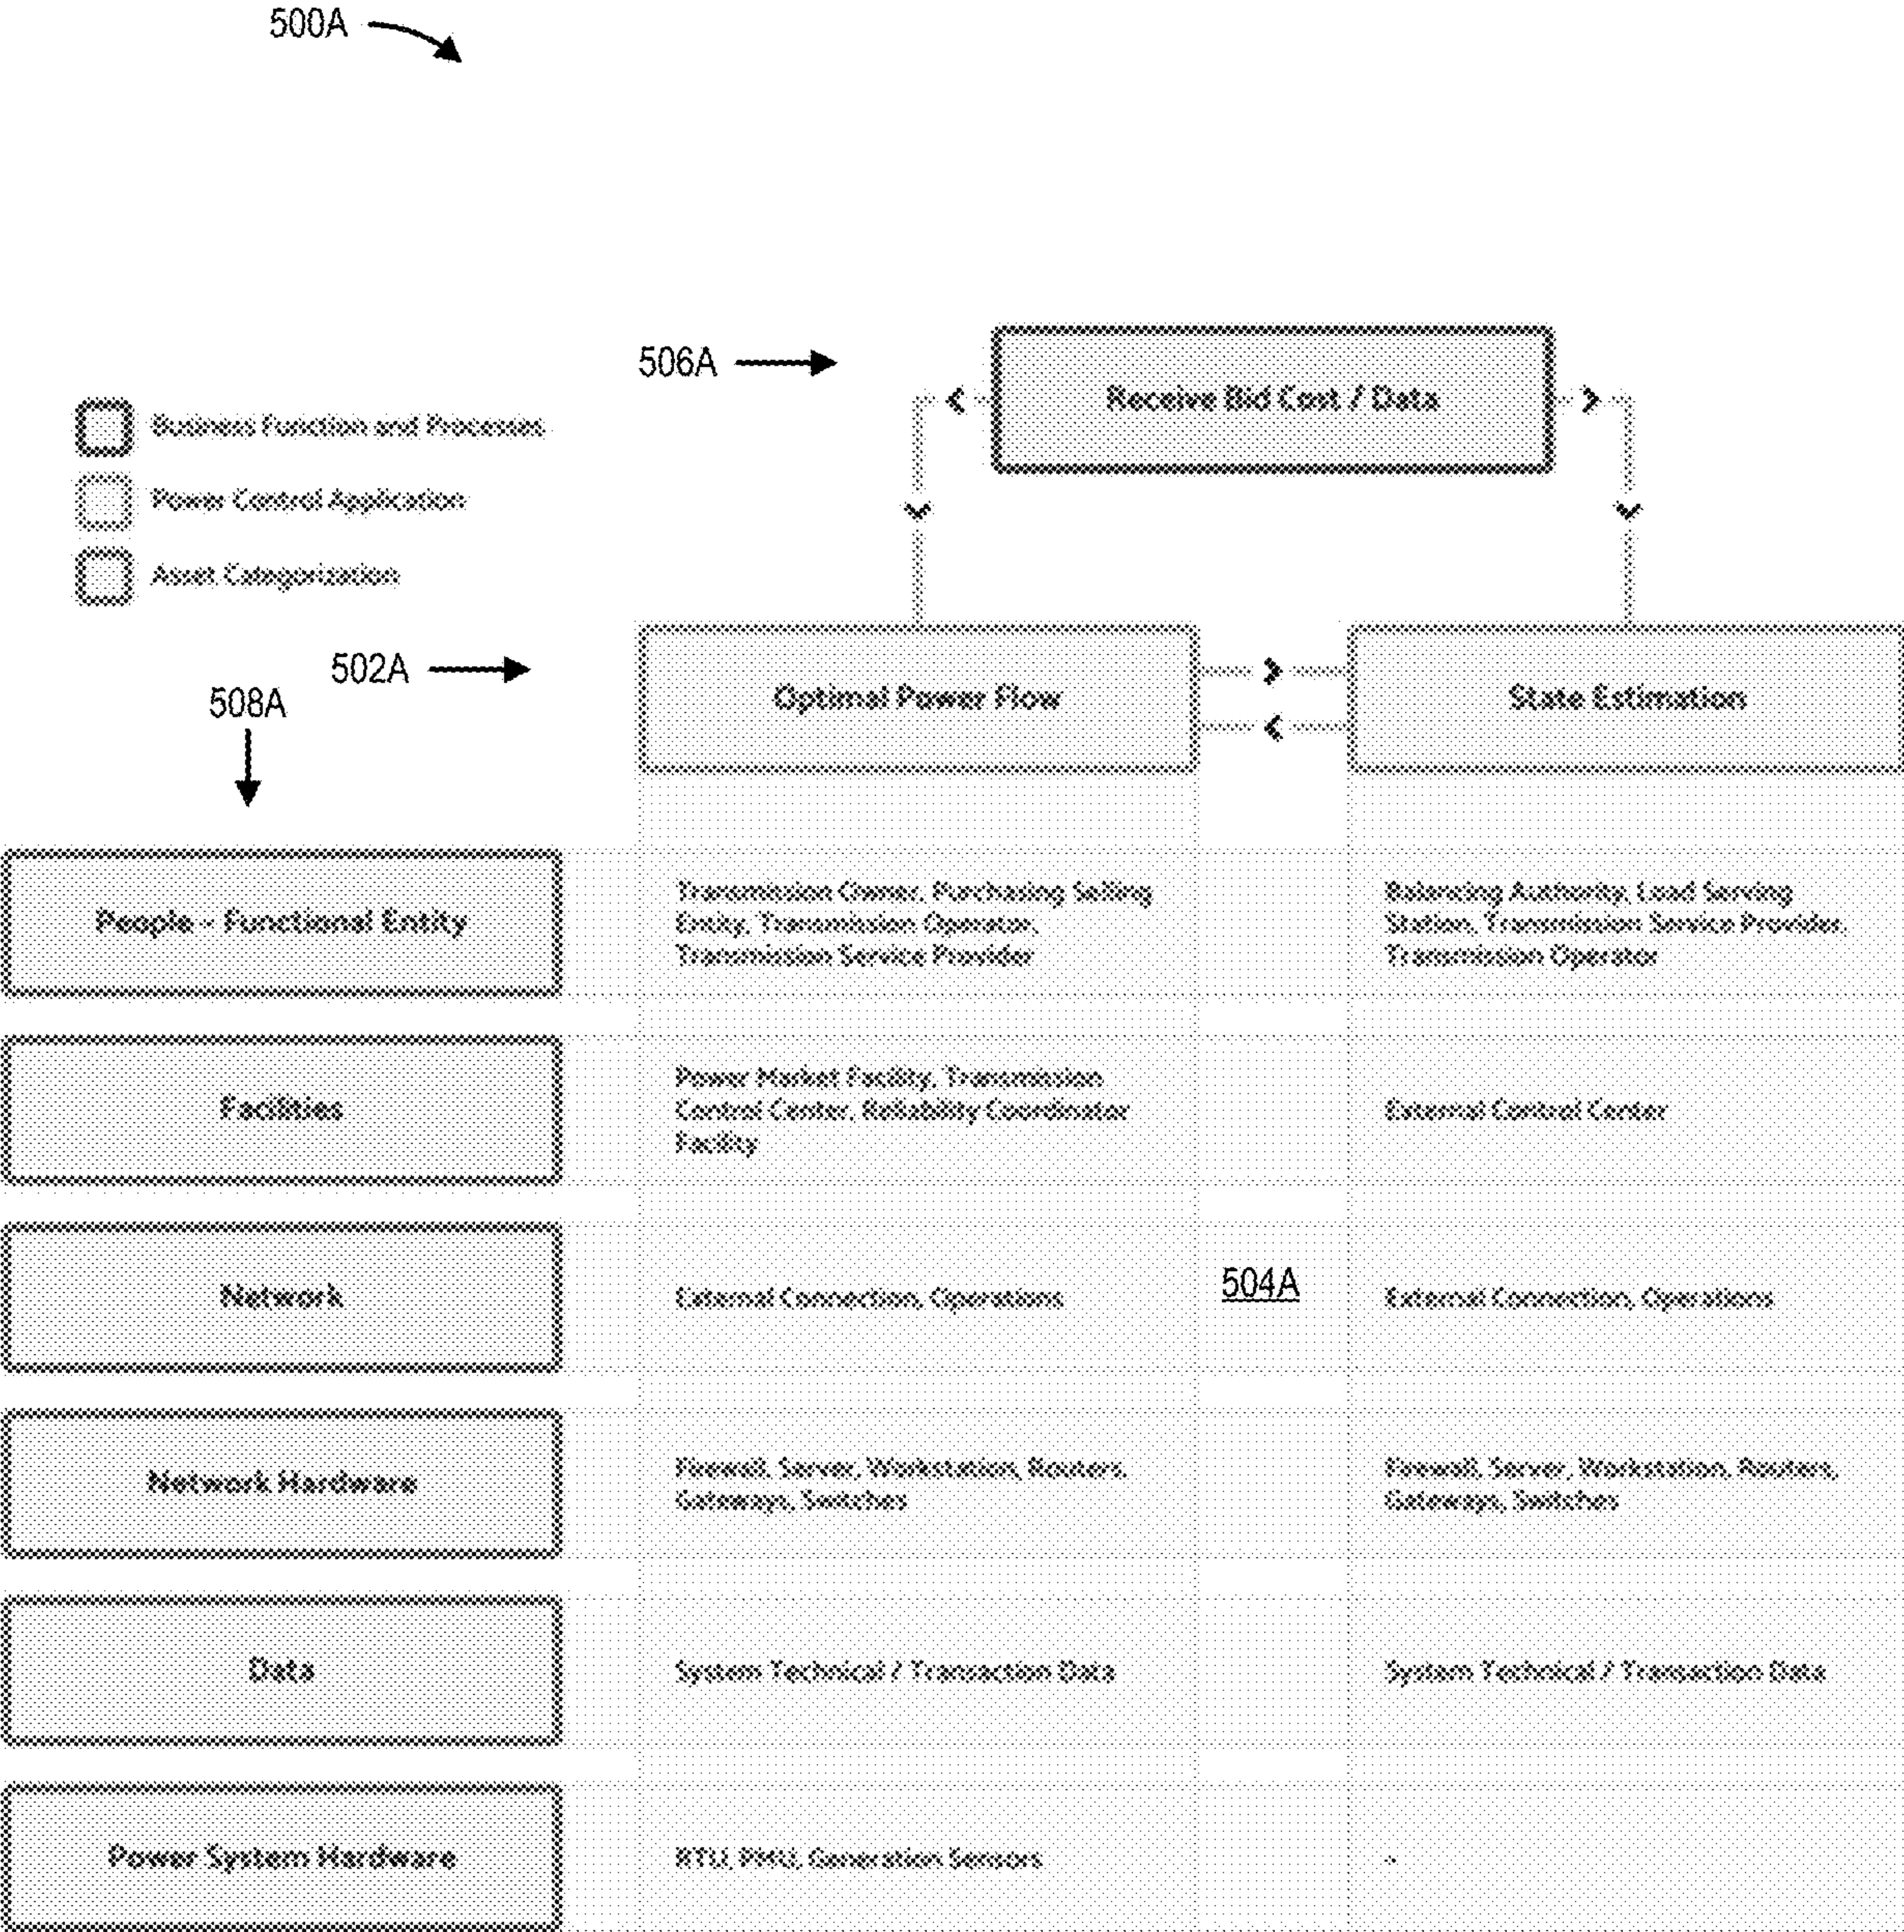 500A
506A
Receive Bid Cost / Data
Business Function and Processes
Power Control Application
Asset Categorization
502A
508A
Optimal Power Flow
State Estimation
People - Functional Entity
Transmission Owner, Purchasing Selling
Entity, Transmission Operator,
Transmission Service Provider
Balancing Authority, Load Serving
Station, Transmission Service Provider,
Transmission Operator
Facilities
Power Market Facility, Transmission
Control Center, Reliability Coordinator
Facility
External Control Center
Network
External Connection, Operations
504A
External Connection, Operations
Network Hardware
Firewall, Server, Workstation, Routers,
Gateways, Switches
Firewall, Server, Workstation, Routers,
Gateways, Switches
Data
System Technical / Transaction Data
System Technical / Transaction Data
Power System Hardware
RTU, PMU, Generation Sensors
-